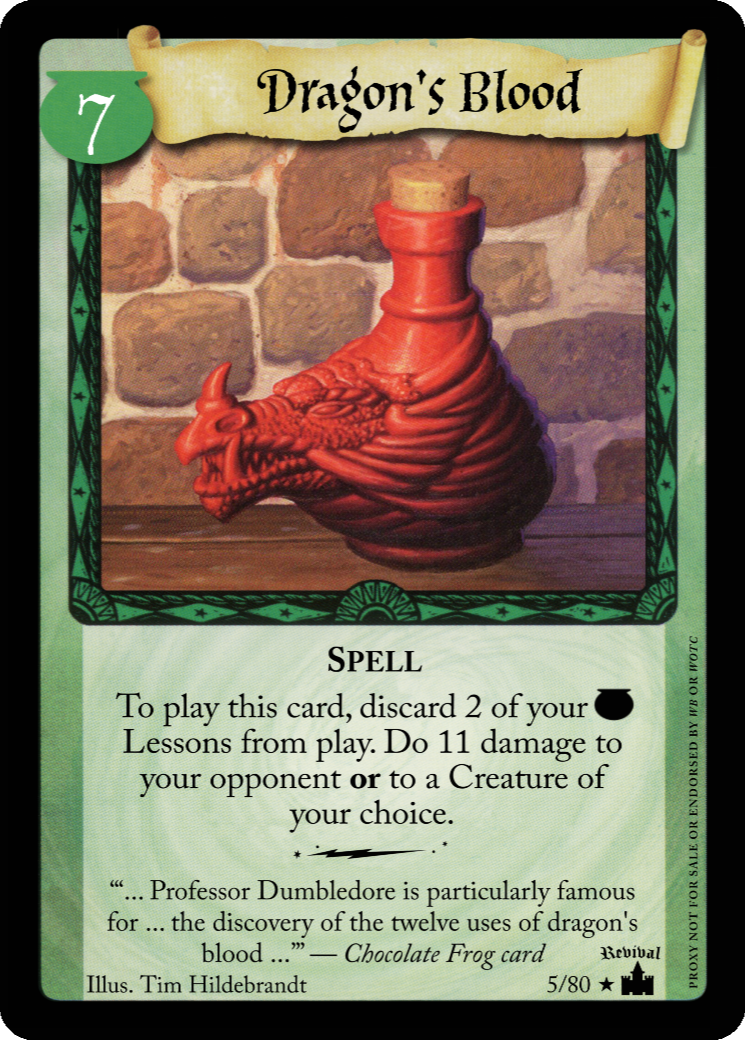 7
Dragon's Blood
SPELL
To play this card, discard 2 of your
Lessons from play. Do 11 damage to
your opponent or to a Creature of
your choice.
“‘... Professor Dumbledore is particularly famous
for ... the discovery of the twelve uses of dragon's
blood ...’” — Chocolate Frog card
Revival
Illus. Tim Hildebrandt
5/80 ★
PROXY NOT FOR SALE OR ENDORSED BY WB OR WOTC